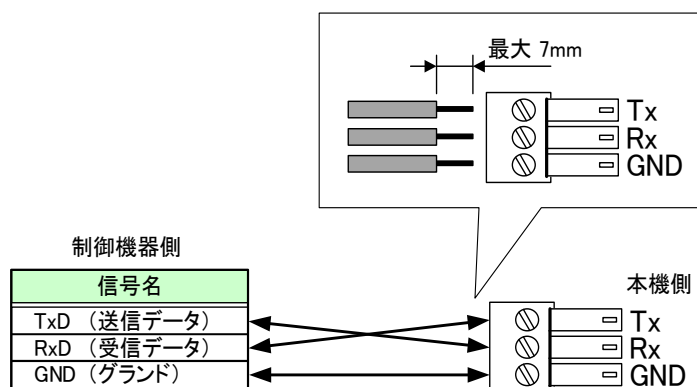 最大 7mm
Tx
Rx
GND
制御機器側
信号名
本機側
TxD （送信データ）
Tx
RxD （受信データ）
Rx
GND （グランド）
GND